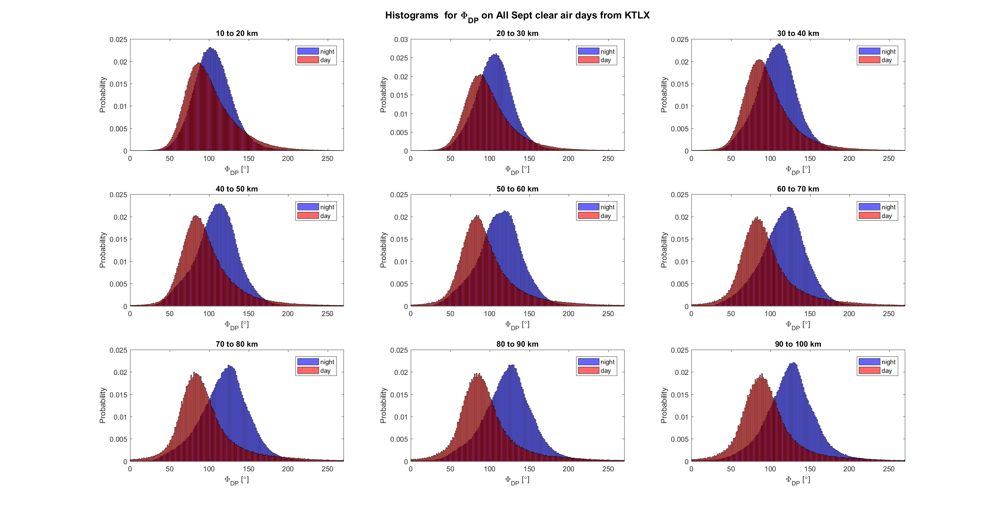 Histograms  for Φ_DP on All Sept clear air days from KTLX
10 to 20 km
0.025
0.02
0.015
0.01
0.005
0
Probability
night
day
0 50 100 150 200 250
Φ_DP [°]
20 to 30 km
0.03
0.025
0.02
0.015
0.01
0.005
0
Probability
night
day
0 50 100 150 200 250
Φ_DP [°]
30 to 40 km
0.025
0.02
0.015
0.01
0.005
0
Probability
night
day
0 50 100 150 200 250
Φ_DP [°]
40 to 50 km
0.025
0.02
0.015
0.01
0.005
0
Probability
night
day
0 50 100 150 200 250
Φ_DP [°]
50 to 60 km
0.025
0.02
0.015
0.01
0.005
0
Probability
night
day
0 50 100 150 200 250
Φ_DP [°]
60 to 70 km
0.025
0.02
0.015
0.01
0.005
0
Probability
night
day
0 50 100 150 200 250
Φ_DP [°]
70 to 80 km
0.025
0.02
0.015
0.01
0.005
0
Probability
night
day
0 50 100 150 200 250
Φ_DP [°]
80 to 90 km
0.025
0.02
0.015
0.01
0.005
0
Probability
night
day
0 50 100 150 200 250
Φ_DP [°]
90 to 100 km
0.025
0.02
0.015
0.01
0.005
0
Probability
night
day
0 50 100 150 200 250
Φ_DP [°]